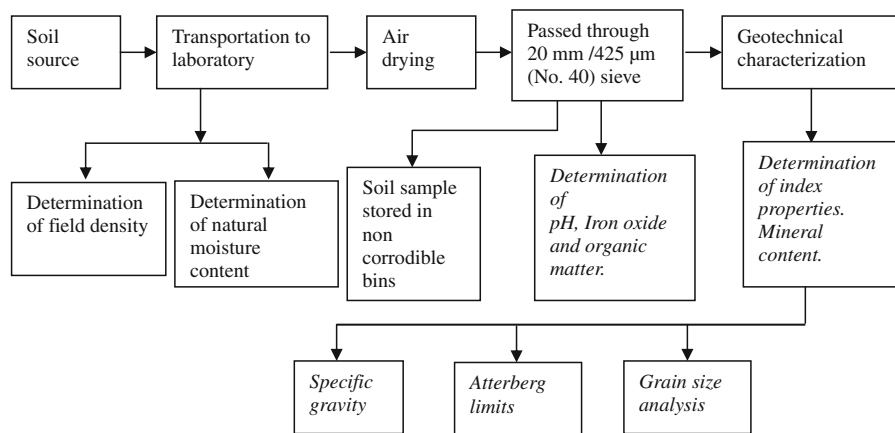 Soil
source
Transportation to
laboratory
Air
drying
Passed through
20 mm /425 µm
(No. 40) sieve
Geotechnical
characterization
Determination
of field density
Determination
of natural
moisture
content
Soil sample
stored in
non
corrodible
bins
Determination
of
pH, Iron oxide
and organic
matter.
Determination
of index
properties.
Mineral
content.
Specific
gravity
Atterberg
limits
Grain size
analysis